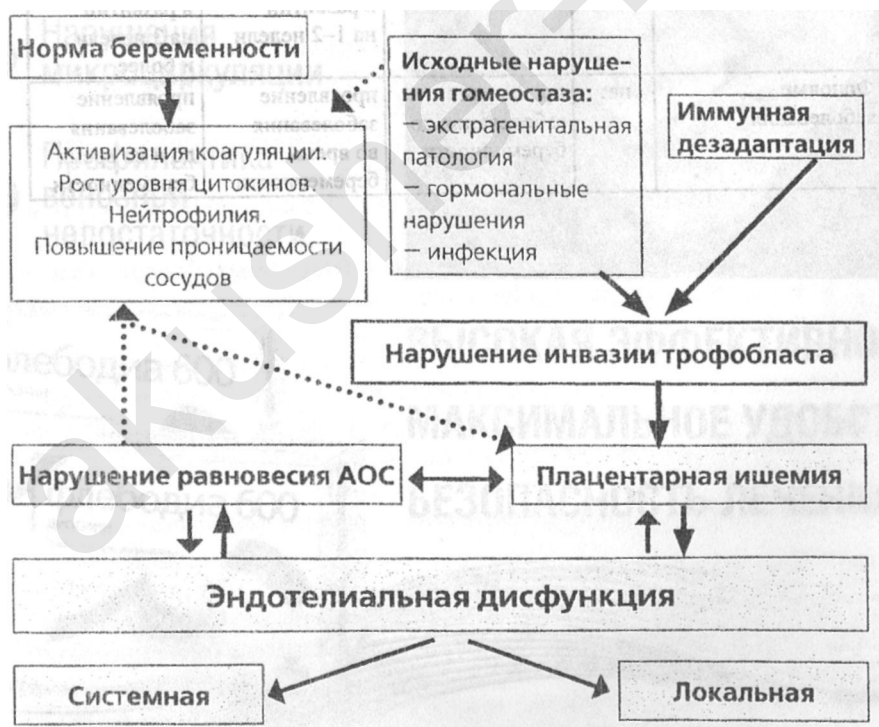 Норма беременности
Активизация коагуляции.
Рост уровня цитокинов.
Нейтрофилия.
Повышение проницаемости
сосудов
Исходные наруше-
ния гомеостаза:
– экстрагенитальная
патология
– гормональные
нарушения
– инфекция
Иммунная
дезадаптация
Нарушение инвазии трофобласта
Нарушение равновесия АОС
Плацентарная ишемия
Эндотелиальная дисфункция
Системная
Локальная
akusher-